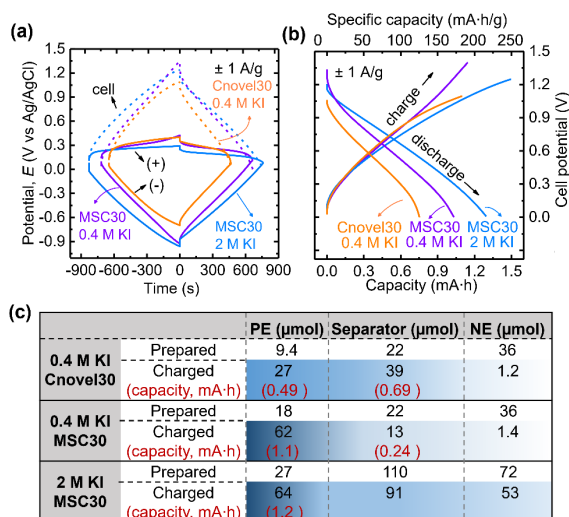 (a)
± 1 A/g
Cnovel30
0.4 M KI
cell
(+)
(-)
MSC30
0.4 M KI
MSC30
2 M KI
Potential, E (V vs Ag/AgCl)
1.5
1.2
0.9
0.6
0.3
0.0
-0.3
-0.6
-0.9
-900 -600 -300 0 300 600 900
Time (s)
(b)
Specific capacity (mA·h/g)
0 50 100 150 200 250
± 1 A/g
charge
discharge
Cnovel30
0.4 M KI
MSC30
0.4 M KI
MSC30
2 M KI
1.5
1.2
0.9
0.6
0.3
0.0
Cell potential (V)
0.0 0.3 0.6 0.9 1.2 1.5
Capacity (mA·h)
(c)
PE (μmol) Separator (μmol) NE (μmol)
0.4 M KI
Cnovel30
Prepared 9.4 22 36
Charged 27 39 1.2
(capacity, mA·h) (0.49 ) (0.69 )
0.4 M KI
MSC30
Prepared 18 22 36
Charged 62 13 1.4
(capacity, mA·h) (1.1) (0.24 )
2 M KI
MSC30
Prepared 27 110 72
Charged 64 91 53
(capacity, mA·h) (1.2 )